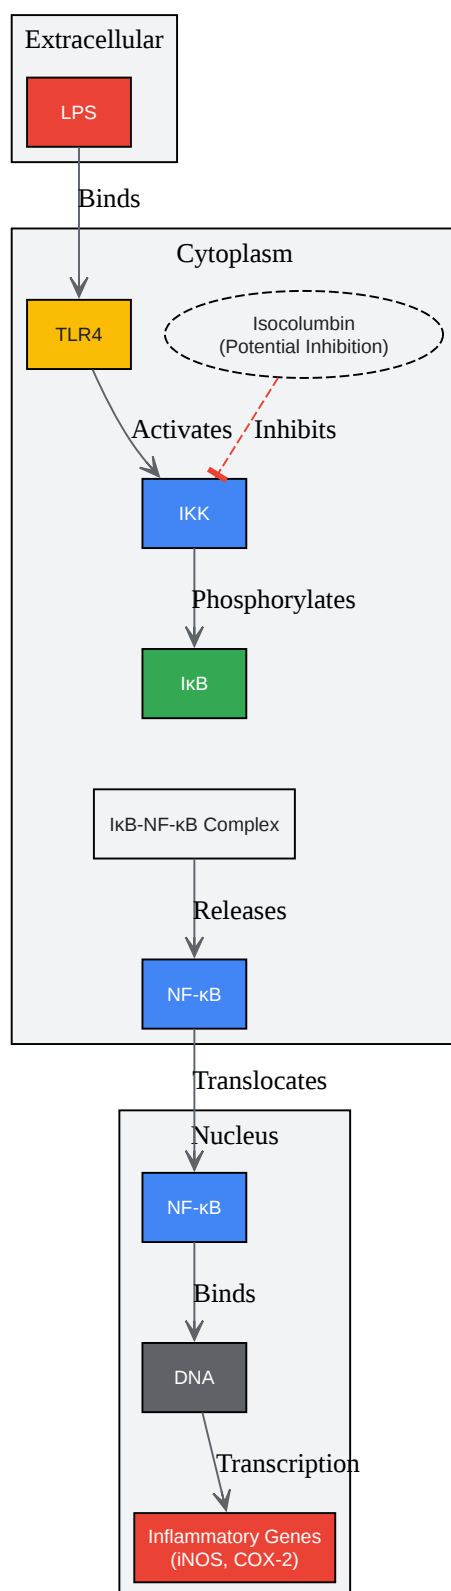 Extracellular
LPS
Binds
Cytoplasm
TLR4
Isocolumbin
(Potential Inhibition)
Activates
Inhibits
IKK
Phosphorylates
IκB
IκB-NF-κB Complex
Releases
NF-κB
Translocates
Nucleus
NF-κB
Binds
DNA
Transcription
Inflammatory Genes
(iNOS, COX-2)